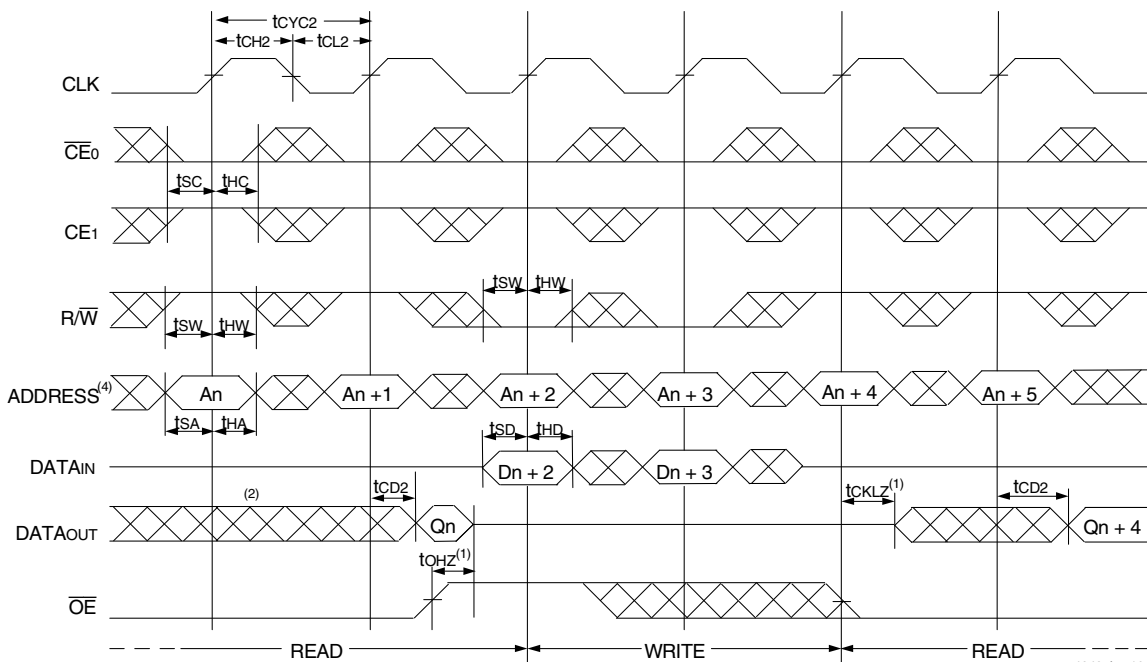 tCYC2
tCH2 tCL2
CLK
CE0
tSC tHC
CE1
tSW tHW
R/W
tSW tHW
ADDRESS(4) An An +1 An + 2 An + 3 An + 4 An + 5
tSA tHA tSD tHD
DATAIN Dn + 2 Dn + 3
tCD2 tCKLZ(1) tCD2
(2)
DATAOUT Qn Qn + 4
tOHZ(1)
OE
READ WRITE READ